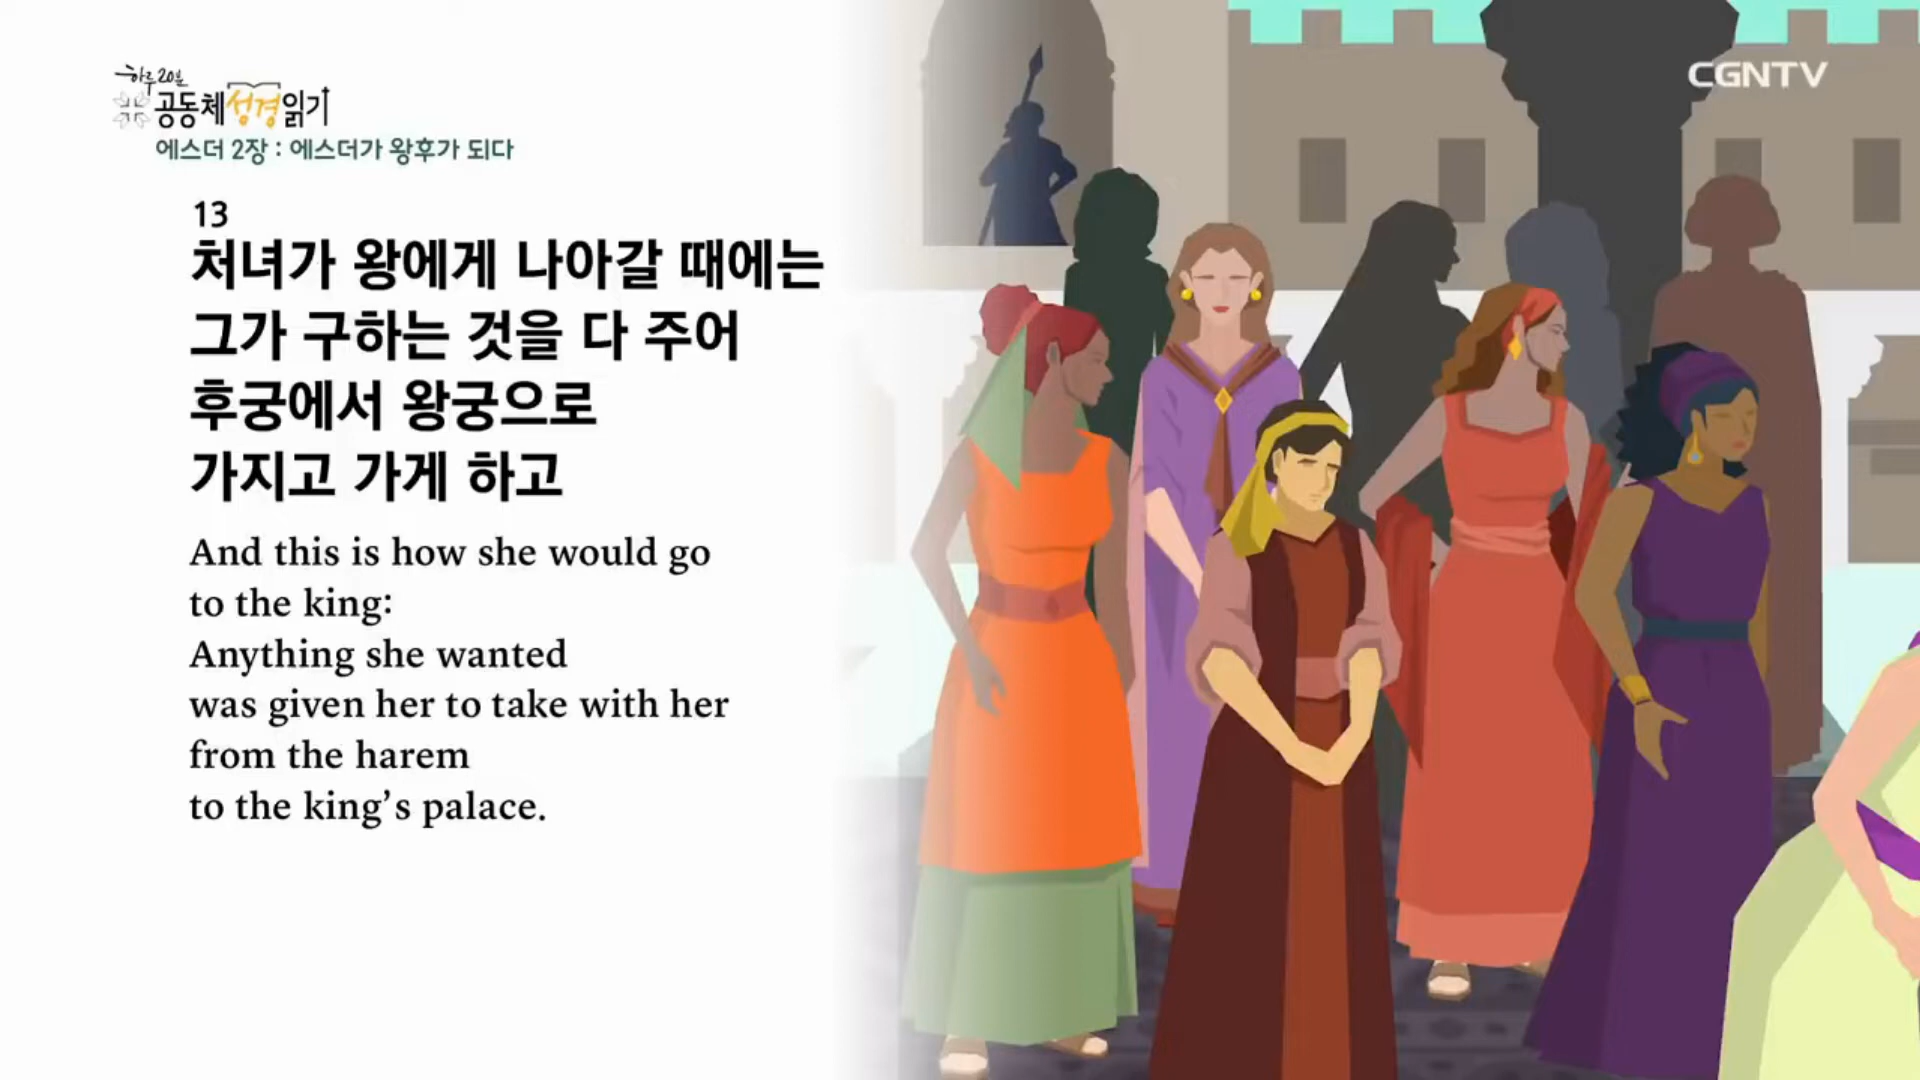 하루 20분
공동체성경읽기
에스더 2장 : 에스더가 왕후가 되다
CGNTV
13
처녀가 왕에게 나아갈 때에는
그가 구하는 것을 다 주어
후궁에서 왕궁으로
가지고 가게 하고
And this is how she would go
to the king:
Anything she wanted
was given her to take with her
from the harem
to the king’s palace.